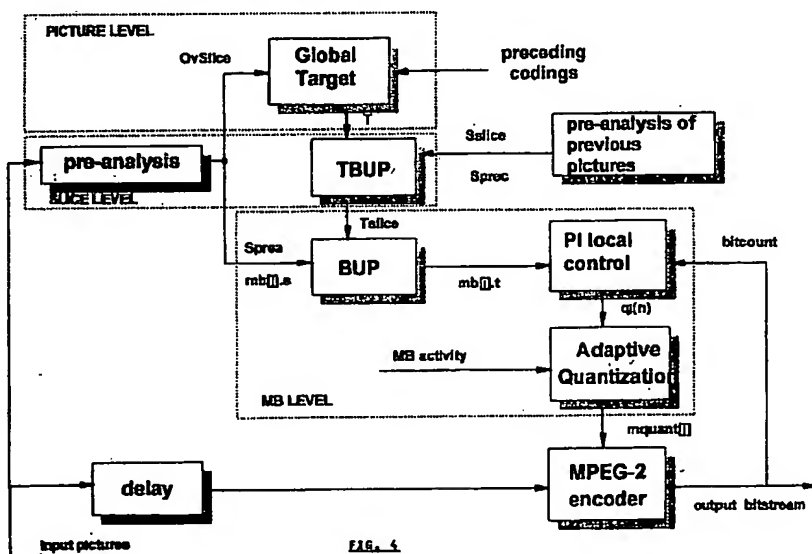 PICTURE LEVEL
OvSlice
Global
Target
preceding
codings
T
pre-analysis
SLICE LEVEL
TBUP
Sslice
Sprec
pre-analysis of
previous
pictures
Tslice
Sprea
mb[j].s
BUP
mb[j].t
PI local
control
bitcount
qj(n)
MB activity
Adaptive
Quantization
MB LEVEL
mquant[j]
delay
MPEG-2
encoder
output bitstream
Input pictures
FIG. 4